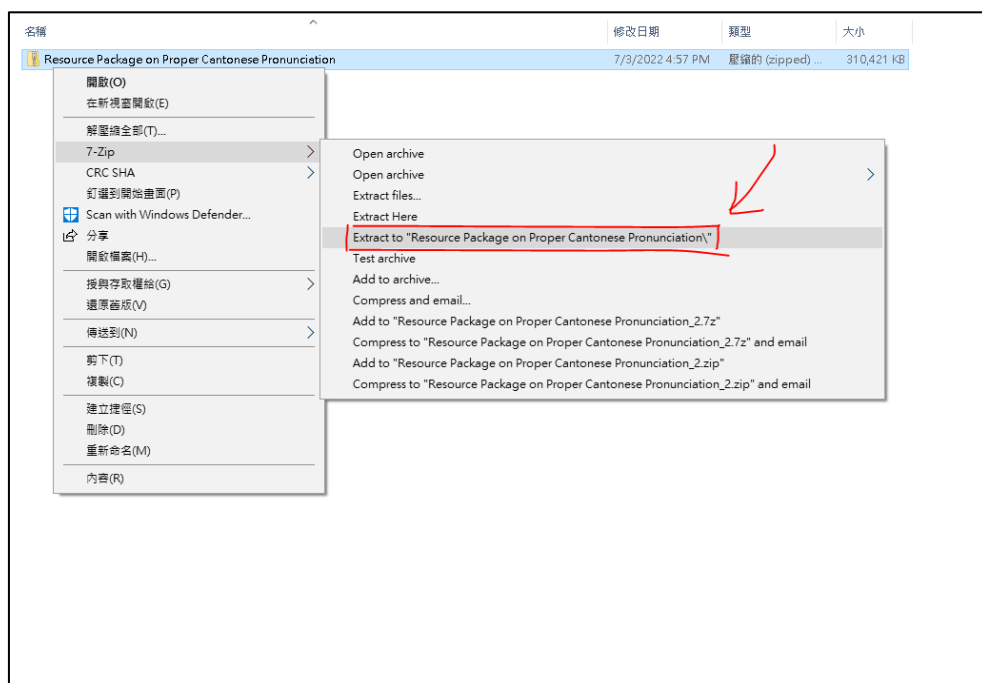 名稱 修改日期 類型 大小
Resource Package on Proper Cantonese Pronunciation 7/3/2022 4:57 PM 壓縮的 (zipped) ... 310,421 KB
開啟(O)
在新視窗開啟(E)
解壓縮全部(T)...
7-Zip
CRC SHA
釘選到開始畫面(P)
Scan with Windows Defender...
分享
開啟檔案(H)...
授與存取權給(G)
還原舊版(V)
傳送到(N)
剪下(T)
複製(C)
建立捷徑(S)
刪除(D)
重新命名(M)
內容(R)
Open archive
Open archive
Extract files...
Extract Here
Extract to "Resource Package on Proper Cantonese Pronunciation\"
Test archive
Add to archive...
Compress and email...
Add to "Resource Package on Proper Cantonese Pronunciation_2.7z"
Compress to "Resource Package on Proper Cantonese Pronunciation_2.7z" and email
Add to "Resource Package on Proper Cantonese Pronunciation_2.zip"
Compress to "Resource Package on Proper Cantonese Pronunciation_2.zip" and email